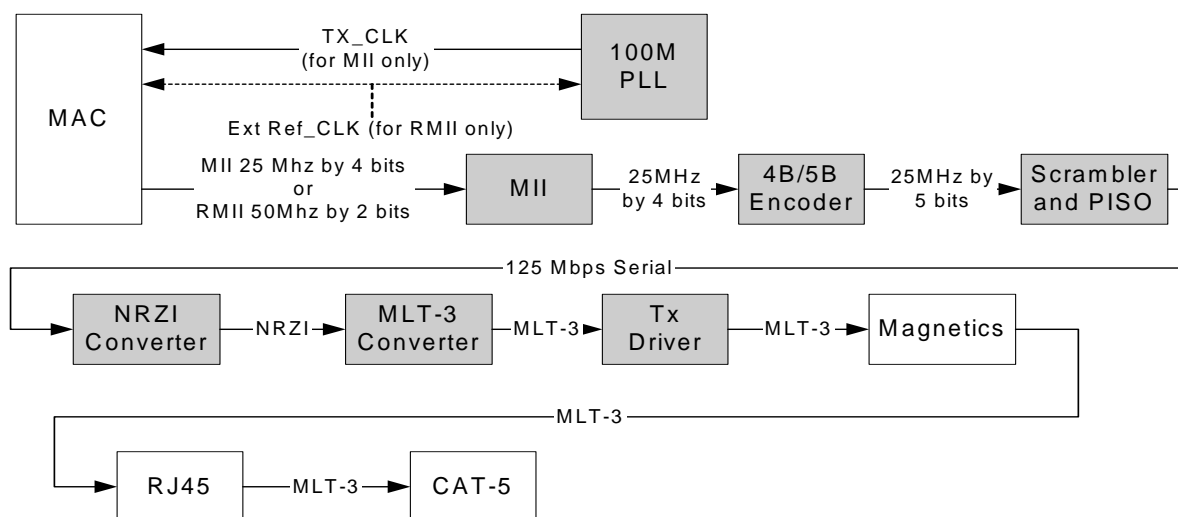 TX_CLK
(for MII only)
100M
PLL
MAC
Ext Ref_CLK (for RMII only)
MII 25 Mhz by 4 bits
or
RMII 50Mhz by 2 bits
MII
25MHz
by 4 bits
4B/5B
Encoder
25MHz by
5 bits
Scrambler
and PISO
125 Mbps Serial
NRZI
Converter
NRZI
MLT-3
Converter
MLT-3
Tx
Driver
MLT-3
Magnetics
MLT-3
RJ45
MLT-3
CAT-5